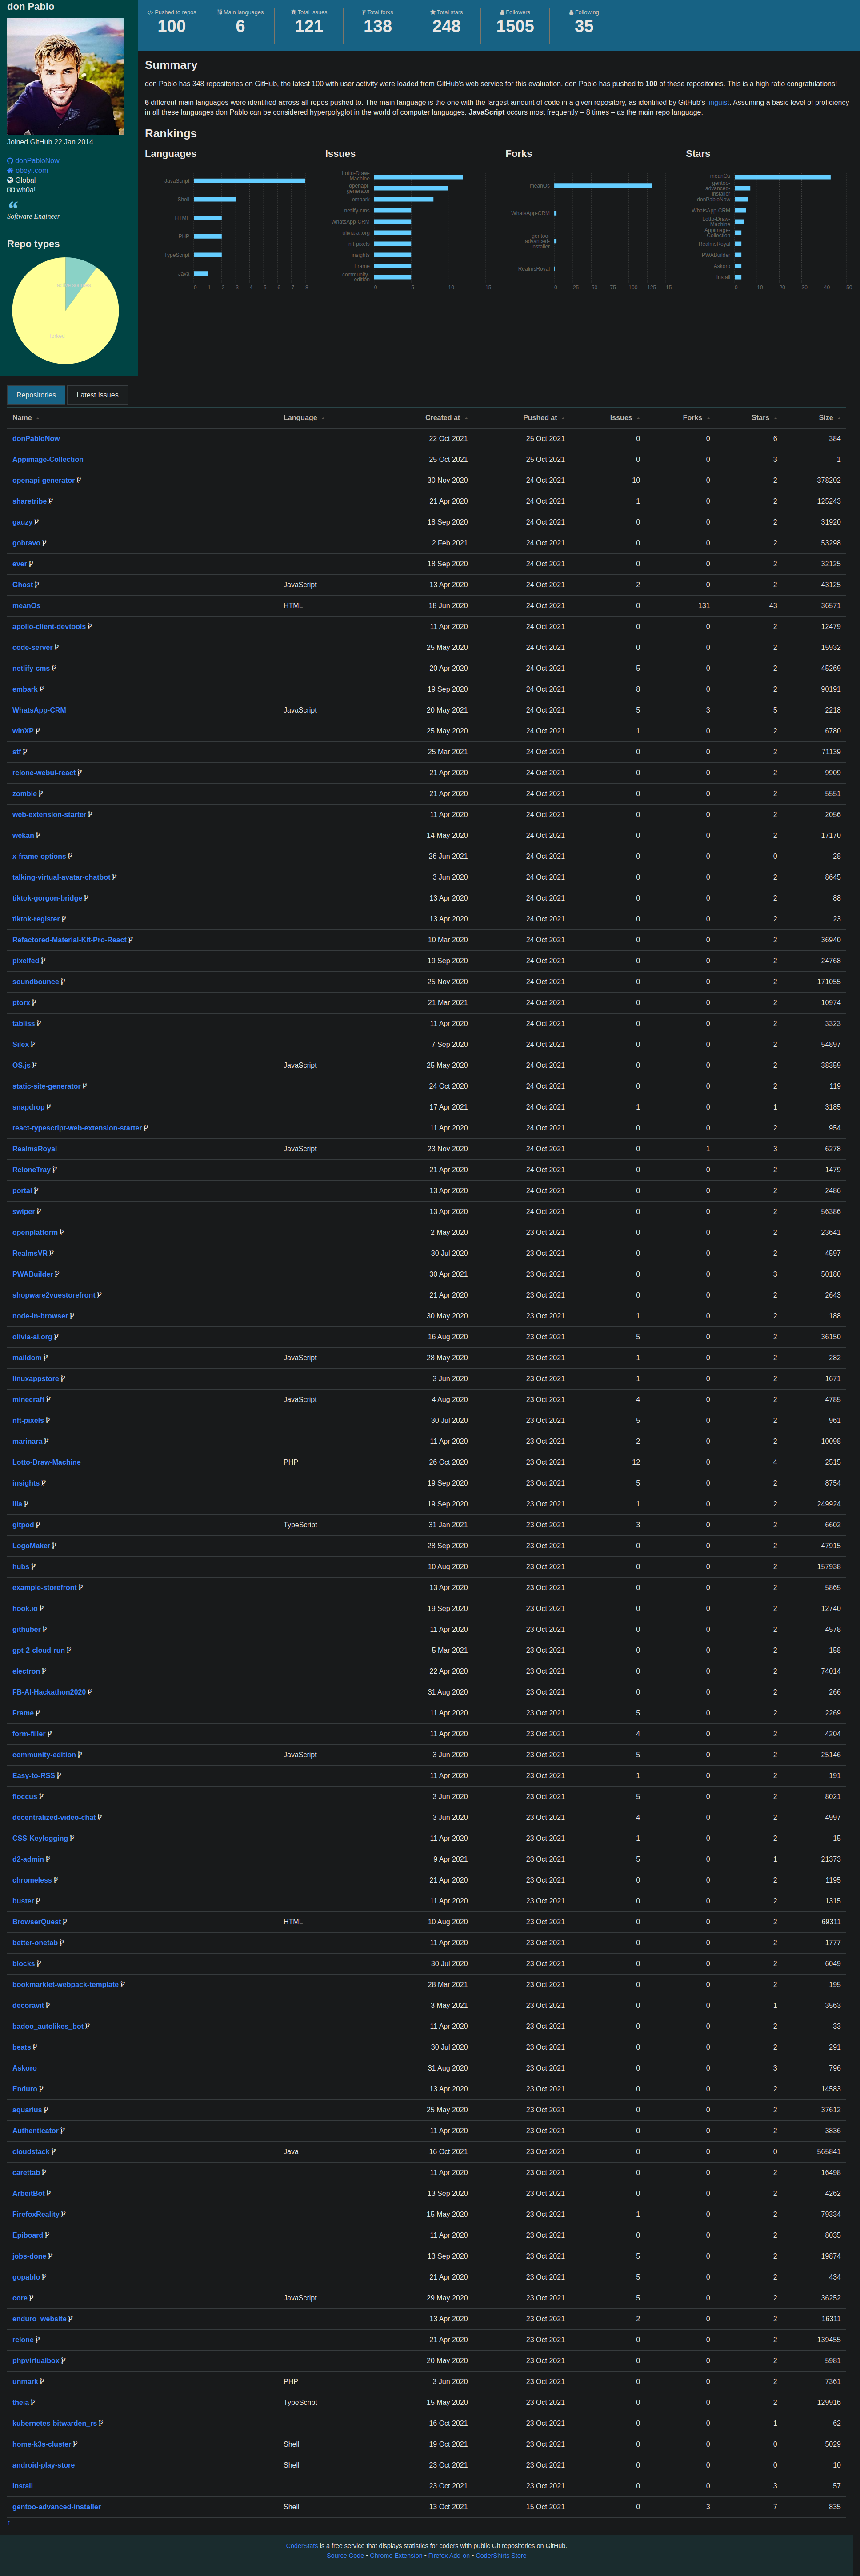 don Pablo
Joined GitHub 22 Jan 2014
donPabloNow
obeyi.com
Global
wh0a!
Software Engineer
Repo types
forked
Pushed to repos
100
Main languages
6
Total issues
121
Total forks
138
Total stars
248
Followers
1505
Following
35
Summary
don Pablo has 348 repositories on GitHub, the latest 100 with user activity were loaded from GitHub's web service for this evaluation. don Pablo has pushed to 100 of these repositories. This is a high ratio congratulations!
6 different main languages were identified across all repos pushed to. The main language is the one with the largest amount of code in a given repository, as identified by GitHub's linguist. Assuming a basic level of proficiency
in all these languages don Pablo can be considered hyperpolyglot in the world of computer languages. JavaScript occurs most frequently – 8 times – as the main repo language.
Rankings
Languages
JavaScript
Shell
HTML
PHP
TypeScript
Java
0 1 2 3 4 5 6 7 8
Issues
Lotto-Draw-
Machine
openapi-
generator
embark
netlify-cms
WhatsApp-CRM
olivia-ai.org
nft-pixels
insights
Frame
community-
edition
0 5 10 15
Forks
meanOs
WhatsApp-CRM
gentoo-
advanced-
installer
RealmsRoyal
0 25 50 75 100 125
Stars
meanOs
gentoo-
advanced-
installer
donPabloNow
WhatsApp-CRM
Lotto-Draw-
Machine
Appimage-
Collection
RealmsRoyal
PWABuilder
Askoro
Install
0 10 20 30 40 50
Repositories Latest Issues
Name Language Created at Pushed at Issues Forks Stars Size
donPabloNow 22 Oct 2021 25 Oct 2021 0 0 6 384
Appimage-Collection 25 Oct 2021 25 Oct 2021 0 0 3 1
openapi-generator 30 Nov 2020 24 Oct 2021 10 0 2 378202
sharetribe 21 Apr 2020 24 Oct 2021 1 0 2 125243
gauzy 18 Sep 2020 24 Oct 2021 0 0 2 31920
gobravo 2 Feb 2021 24 Oct 2021 0 0 2 53298
ever 18 Sep 2020 24 Oct 2021 0 0 2 32125
Ghost JavaScript 13 Apr 2020 24 Oct 2021 2 0 2 43125
meanOs HTML 18 Jun 2020 24 Oct 2021 0 131 43 36571
apollo-client-devtools 11 Apr 2020 24 Oct 2021 0 0 2 12479
code-server 25 May 2020 24 Oct 2021 0 0 2 15932
netlify-cms 20 Apr 2020 24 Oct 2021 5 0 2 45269
embark 19 Sep 2020 24 Oct 2021 8 0 2 90191
WhatsApp-CRM JavaScript 20 May 2021 24 Oct 2021 5 3 5 2218
winXP 25 May 2020 24 Oct 2021 1 0 2 6780
stf 25 Mar 2021 24 Oct 2021 0 0 2 71139
rclone-webui-react 21 Apr 2020 24 Oct 2021 0 0 2 9909
zombie 21 Apr 2020 24 Oct 2021 0 0 2 5551
web-extension-starter 11 Apr 2020 24 Oct 2021 0 0 2 2056
wekan 14 May 2020 24 Oct 2021 0 0 2 17170
x-frame-options 26 Jun 2021 24 Oct 2021 0 0 0 28
talking-virtual-avatar-chatbot 3 Jun 2020 24 Oct 2021 0 0 2 8645
tiktok-gorgon-bridge 13 Apr 2020 24 Oct 2021 0 0 2 88
tiktok-register 13 Apr 2020 24 Oct 2021 0 0 2 23
Refactored-Material-Kit-Pro-React 10 Mar 2020 24 Oct 2021 0 0 2 36940
pixelfed 19 Sep 2020 24 Oct 2021 0 0 2 24768
soundbounce 25 Nov 2020 24 Oct 2021 0 0 2 171055
ptorx 21 Mar 2021 24 Oct 2021 0 0 2 10974
tabliss 11 Apr 2020 24 Oct 2021 0 0 2 3323
Silex 7 Sep 2020 24 Oct 2021 0 0 2 54897
OS.js JavaScript 25 May 2020 24 Oct 2021 0 0 2 38359
static-site-generator 24 Oct 2020 24 Oct 2021 0 0 2 119
snapdrop 17 Apr 2021 24 Oct 2021 1 0 1 3185
react-typescript-web-extension-starter 11 Apr 2020 24 Oct 2021 0 0 2 954
RealmsRoyal JavaScript 23 Nov 2020 24 Oct 2021 0 1 3 6278
RcloneTray 21 Apr 2020 24 Oct 2021 0 0 2 1479
portal 13 Apr 2020 24 Oct 2021 0 0 2 2486
swiper 13 Apr 2020 24 Oct 2021 0 0 2 56386
openplatform 2 May 2020 23 Oct 2021 0 0 2 23641
RealmsVR 30 Jul 2020 23 Oct 2021 0 0 2 4597
PWABuilder 30 Apr 2021 23 Oct 2021 0 0 3 50180
shopware2vuestorefront 21 Apr 2020 23 Oct 2021 0 0 2 2643
node-in-browser 30 May 2020 23 Oct 2021 1 0 2 188
olivia-ai.org 16 Aug 2020 23 Oct 2021 5 0 2 36150
maildom JavaScript 28 May 2020 23 Oct 2021 1 0 2 282
linuxappstore 3 Jun 2020 23 Oct 2021 1 0 2 1671
minecraft JavaScript 4 Aug 2020 23 Oct 2021 4 0 2 4785
nft-pixels 30 Jul 2020 23 Oct 2021 5 0 2 961
marinara 11 Apr 2020 23 Oct 2021 2 0 2 10098
Lotto-Draw-Machine PHP 26 Oct 2020 23 Oct 2021 12 0 4 2515
insights 19 Sep 2020 23 Oct 2021 5 0 2 8754
lila 19 Sep 2020 23 Oct 2021 1 0 2 249924
gitpod TypeScript 31 Jan 2021 23 Oct 2021 3 0 2 6602
LogoMaker 28 Sep 2020 23 Oct 2021 0 0 2 47915
hubs 10 Aug 2020 23 Oct 2021 0 0 2 157938
example-storefront 13 Apr 2020 23 Oct 2021 0 0 2 5865
hook.io 19 Sep 2020 23 Oct 2021 0 0 2 12740
githuber 11 Apr 2020 23 Oct 2021 0 0 2 4578
gpt-2-cloud-run 5 Mar 2021 23 Oct 2021 0 0 2 158
electron 22 Apr 2020 23 Oct 2021 0 0 2 74014
FB-AI-Hackathon2020 31 Aug 2020 23 Oct 2021 0 0 2 266
Frame 11 Apr 2020 23 Oct 2021 5 0 2 2269
form-filler 11 Apr 2020 23 Oct 2021 4 0 2 4204
community-edition JavaScript 3 Jun 2020 23 Oct 2021 5 0 2 25146
Easy-to-RSS 11 Apr 2020 23 Oct 2021 1 0 2 191
floccus 3 Jun 2020 23 Oct 2021 5 0 2 8021
decentralized-video-chat 3 Jun 2020 23 Oct 2021 4 0 2 4997
CSS-Keylogging 11 Apr 2020 23 Oct 2021 1 0 2 15
d2-admin 9 Apr 2021 23 Oct 2021 5 0 1 21373
chromeless 21 Apr 2020 23 Oct 2021 0 0 2 1195
buster 11 Apr 2020 23 Oct 2021 0 0 2 1315
BrowserQuest HTML 10 Aug 2020 23 Oct 2021 0 0 2 69311
better-onetab 11 Apr 2020 23 Oct 2021 0 0 2 1777
blocks 30 Jul 2020 23 Oct 2021 0 0 2 6049
bookmarklet-webpack-template 28 Mar 2021 23 Oct 2021 0 0 2 195
decoravit 3 May 2021 23 Oct 2021 0 0 1 3563
badoo_autolikes_bot 11 Apr 2020 23 Oct 2021 0 0 2 33
beats 30 Jul 2020 23 Oct 2021 0 0 2 291
Askoro 31 Aug 2020 23 Oct 2021 0 0 3 796
Enduro 13 Apr 2020 23 Oct 2021 0 0 2 14583
aquarius 25 May 2020 23 Oct 2021 0 0 2 37612
Authenticator 11 Apr 2020 23 Oct 2021 0 0 2 3836
cloudstack Java 16 Oct 2021 23 Oct 2021 0 0 0 565841
carettab 11 Apr 2020 23 Oct 2021 0 0 2 16498
ArbeitBot 13 Sep 2020 23 Oct 2021 0 0 2 4262
FirefoxReality 15 May 2020 23 Oct 2021 1 0 2 79334
Epiboard 11 Apr 2020 23 Oct 2021 0 0 2 8035
jobs-done 13 Sep 2020 23 Oct 2021 5 0 2 19874
gopablo 21 Apr 2020 23 Oct 2021 5 0 2 434
core JavaScript 29 May 2020 23 Oct 2021 5 0 2 36252
enduro_website 13 Apr 2020 23 Oct 2021 2 0 2 16311
rclone 21 Apr 2020 23 Oct 2021 0 0 2 139455
phpvirtualbox 20 May 2020 23 Oct 2021 0 0 2 5981
unmark PHP 3 Jun 2020 23 Oct 2021 0 0 2 7361
theia TypeScript 15 May 2020 23 Oct 2021 0 0 2 129916
kubernetes-bitwarden_rs 16 Oct 2021 23 Oct 2021 0 0 1 62
home-k3s-cluster Shell 19 Oct 2021 23 Oct 2021 0 0 0 5029
android-play-store Shell 23 Oct 2021 23 Oct 2021 0 0 0 10
Install 23 Oct 2021 23 Oct 2021 0 0 3 57
gentoo-advanced-installer Shell 13 Oct 2021 15 Oct 2021 0 3 7 835
↑
CoderStats is a free service that displays statistics for coders with public Git repositories on GitHub.
Source Code • Chrome Extension • Firefox Add-on • CoderShirts Store